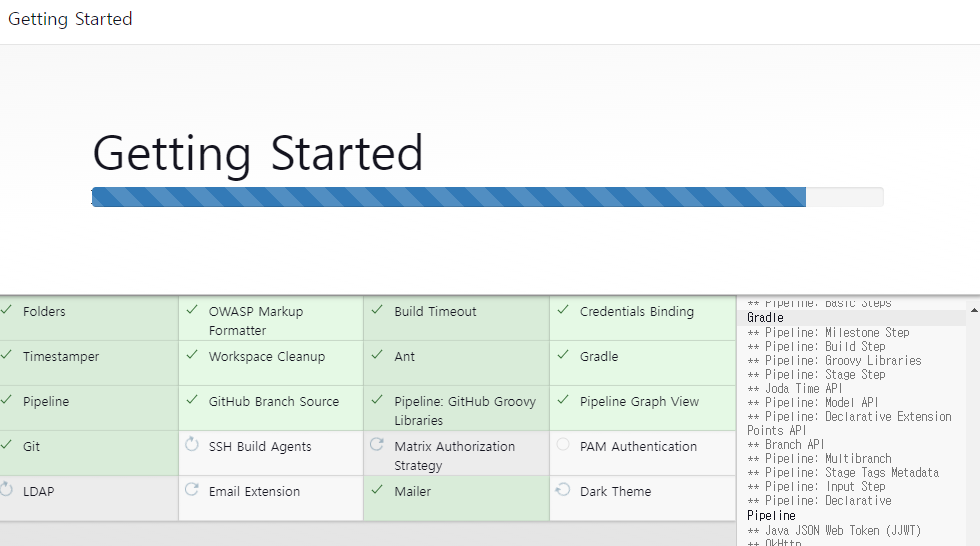 Getting Started
Getting Started
Folders
OWASP Markup
Formatter
Build Timeout
Credentials Binding
Timestamper
Workspace Cleanup
Ant
Gradle
Pipeline
GitHub Branch Source
Pipeline: GitHub Groovy
Libraries
Pipeline Graph View
Git
SSH Build Agents
Matrix Authorization
Strategy
PAM Authentication
LDAP
Email Extension
Mailer
Dark Theme
** Pipeline: Basic Steps
Gradle
** Pipeline: Milestone Step
** Pipeline: Build Step
** Pipeline: Groovy Libraries
** Pipeline: Stage Step
** Joda Time API
** Pipeline: Model API
** Pipeline: Declarative Extension
Points API
** Branch API
** Pipeline: Multibranch
** Pipeline: Stage Tags Metadata
** Pipeline: Input Step
** Pipeline: Declarative
Pipeline
** Java JSON Web Token (JJWT)
** OkHttp